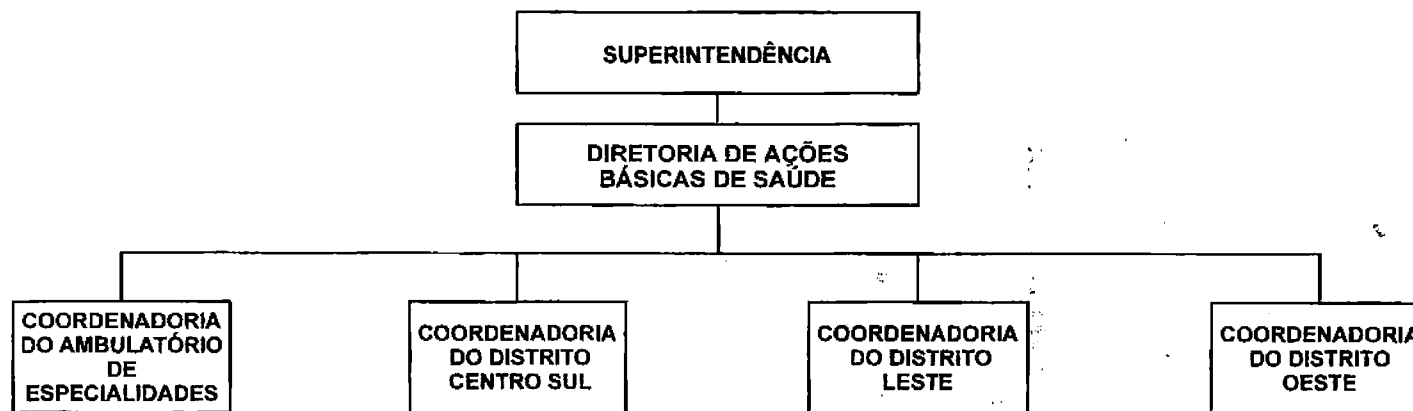 SUPERINTENDÊNCIA
DIRETORIA DE AÇÕES
BÁSICAS DE SAÚDE
COORDENADORIA
DO AMBULATÓRIO
DE
ESPECIALIDADES
COORDENADORIA
DO DISTRITO
CENTRO SUL
COORDENADORIA
DO DISTRITO
LESTE
COORDENADORIA
DO DISTRITO
OESTE